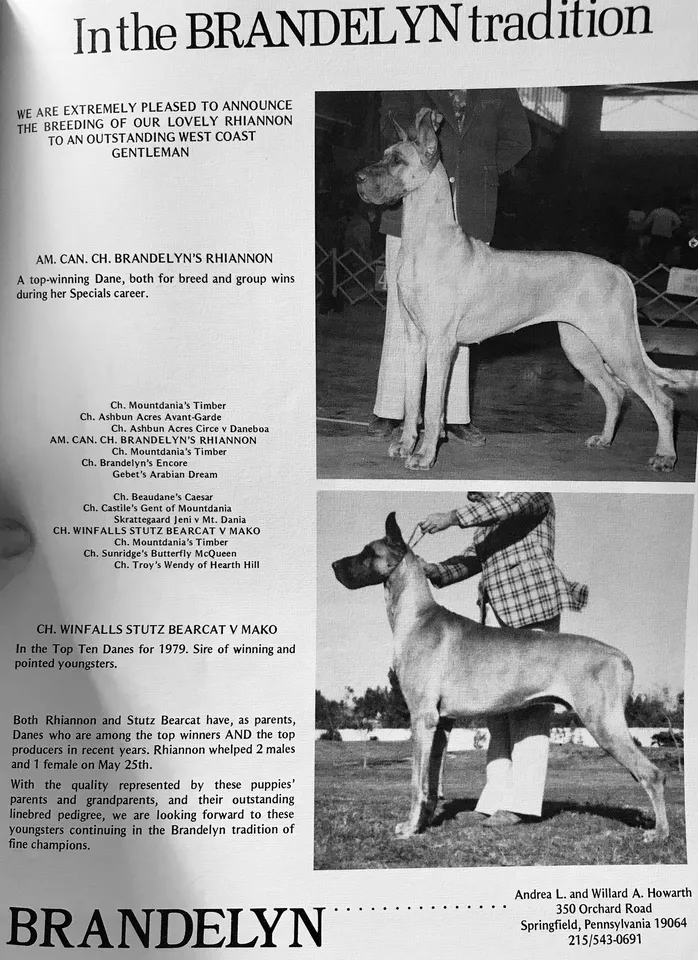 In the BRANDELYN tradition
WE ARE EXTREMELY PLEASED TO ANNOUNCE
THE BREEDING OF OUR LOVELY RHIANNON
TO AN OUTSTANDING WEST COAST
GENTLEMAN
AM. CAN. CH. BRANDELYN'S RHIANNON
A top-winning Dane, both for breed and group wins
during her Specials career.
Ch. Mountdania's Timber
Ch. Ashbun Acres Avant-Garde
Ch. Ashbun Acres Circe v Daneboa
AM. CAN. CH. BRANDELYN'S RHIANNON
Ch. Mountdania's Timber
Ch. Brandelyn's Encore
Gebet's Arabian Dream
Ch. Beaudane's Caesar
Ch. Castile's Gent of Mountdania
Skrattegaard Jeni v Mt. Dania
CH. WINFALLS STUTZ BEARCAT V MAKO
Ch. Mountdania's Timber
Ch. Sunridge's Butterfly McQueen
Ch. Troy's Wendy of Hearth Hill
CH. WINFALLS STUTZ BEARCAT V MAKO
In the Top Ten Danes for 1979. Sire of winning and
pointed youngsters.
Both Rhiannon and Stutz Bearcat have, as parents,
Danes who are among the top winners AND the top
producers in recent years. Rhiannon whelped 2 males
and 1 female on May 25th.
With the quality represented by these puppies'
parents and grandparents, and their outstanding
linebred pedigree, we are looking forward to these
youngsters continuing in the Brandelyn tradition of
fine champions.
BRANDELYN
Andrea L. and Willard A. Howarth
350 Orchard Road
Springfield, Pennsylvania 19064
215/543-0691